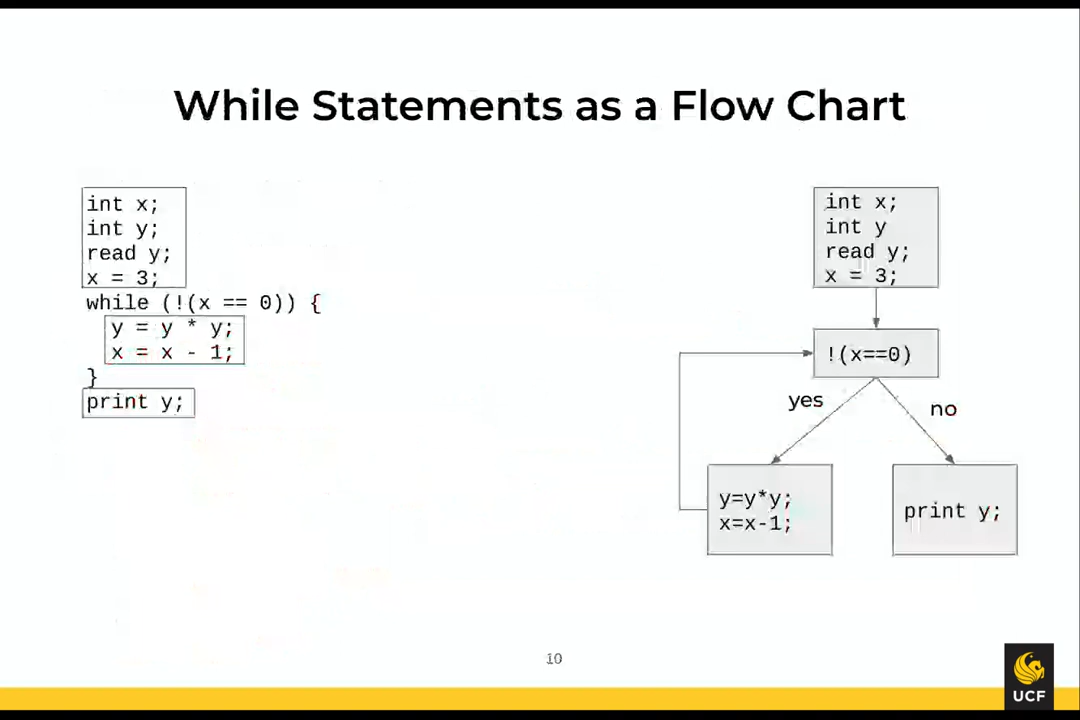 While Statements as a Flow Chart
int x;
int y;
read y;
x = 3;
while (!(x == 0)) {
y = y * y;
x = x - 1;
}
print y;
int x;
int y
read y;
x = 3;
!(x==0)
yes
no
y=y*y;
x=x-1;
print y;
10
UCF